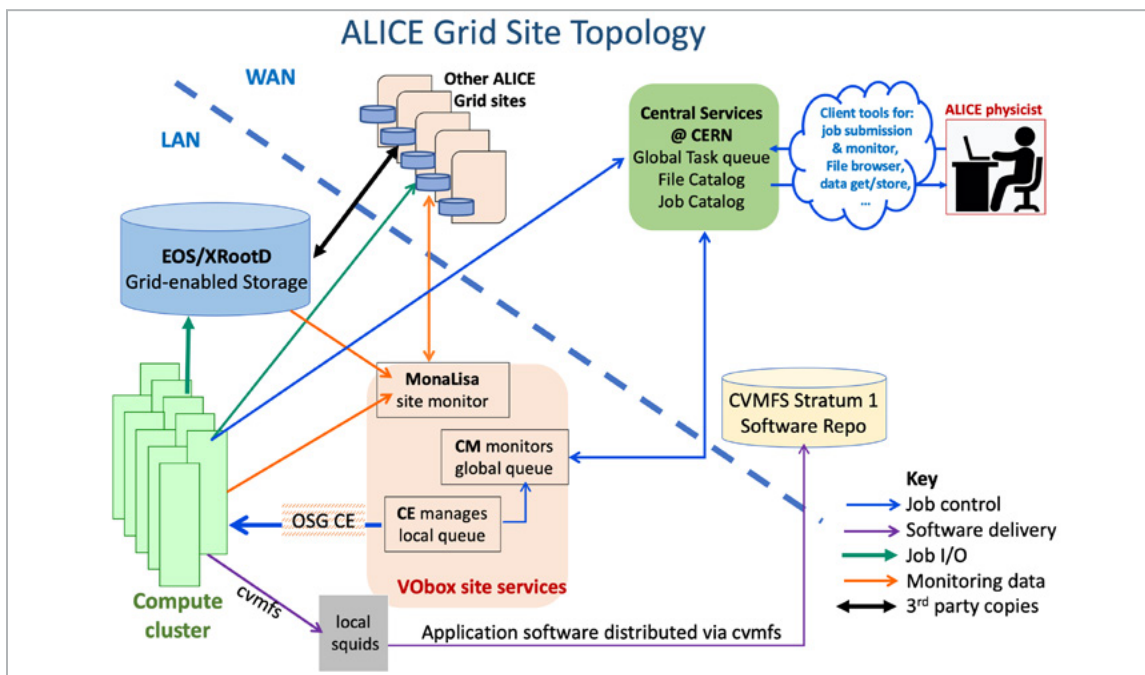 ALICE Grid Site Topology
WAN
LAN
Other ALICE
Grid sites
Central Services
@ CERN
Global Task queue
File Catalog
Job Catalog
Client tools for:
job submission
& monitor,
File browser,
data get/store,
...
ALICE physicist
EOS/XRootD
Grid-enabled Storage
MonaLisa
site monitor
CM monitors
global queue
CE manages
local queue
OSG CE
VObox site services
Compute
cluster
cvmfs
local
squids
Application software distributed via cvmfs
CVMFS Stratum 1
Software Repo
Key
Job control
Software delivery
Job I/O
Monitoring data
3rd party copies